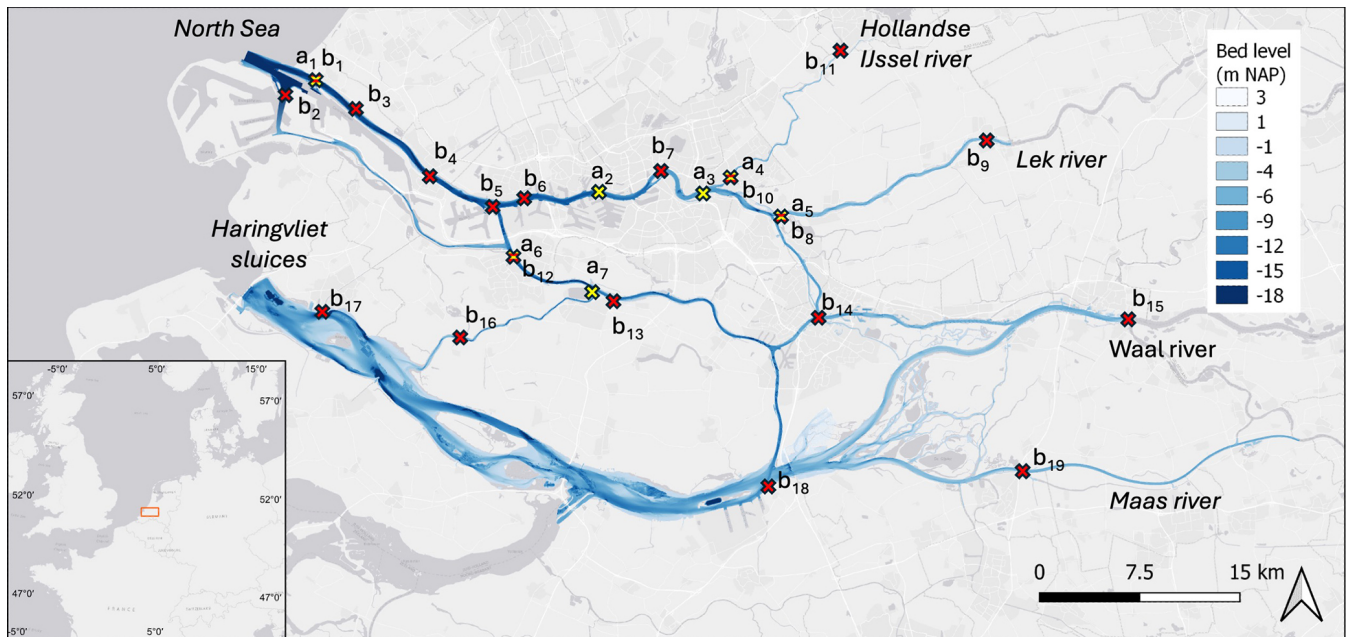 North Sea
Hollandse
IJssel river
a1 b1
b2
b3
b4
b5
b6
a2
b7
a3
a4
b10
b11
b9
Lek river
a5
b8
Haringvliet
sluices
a6
b12
a7
b13
b14
b15
Waal river
b16
b17
b18
b19
Maas river
Bed level
(m NAP)
3
1
-1
-4
-6
-9
-12
-15
-18
0 7.5 15 km
-5°0' 5°0' 15°0'
57°0' 57°0'
52°0' 52°0'
47°0' 47°0'
-5°0' 5°0'
FRANCE